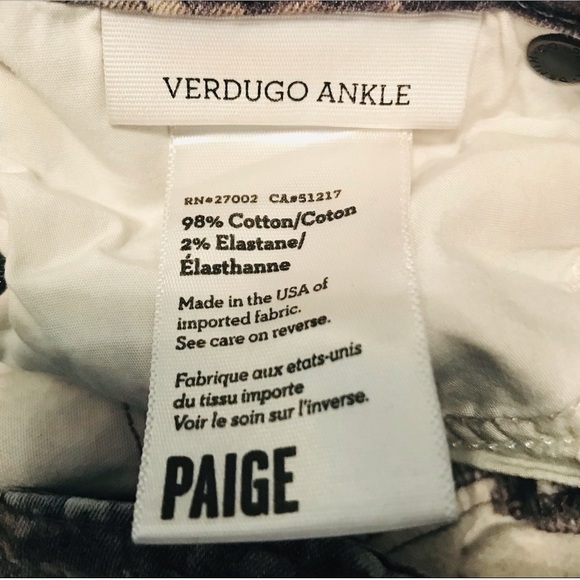 VERDUGO ANKLE
RN#27002 CA#51217
98% Cotton/Coton
2% Elastane/
Élasthanne
Made in the USA of
imported fabric.
See care on reverse.
Fabrique aux etats-unis
du tissu importe
Voir le soin sur l'inverse.
PAIGE